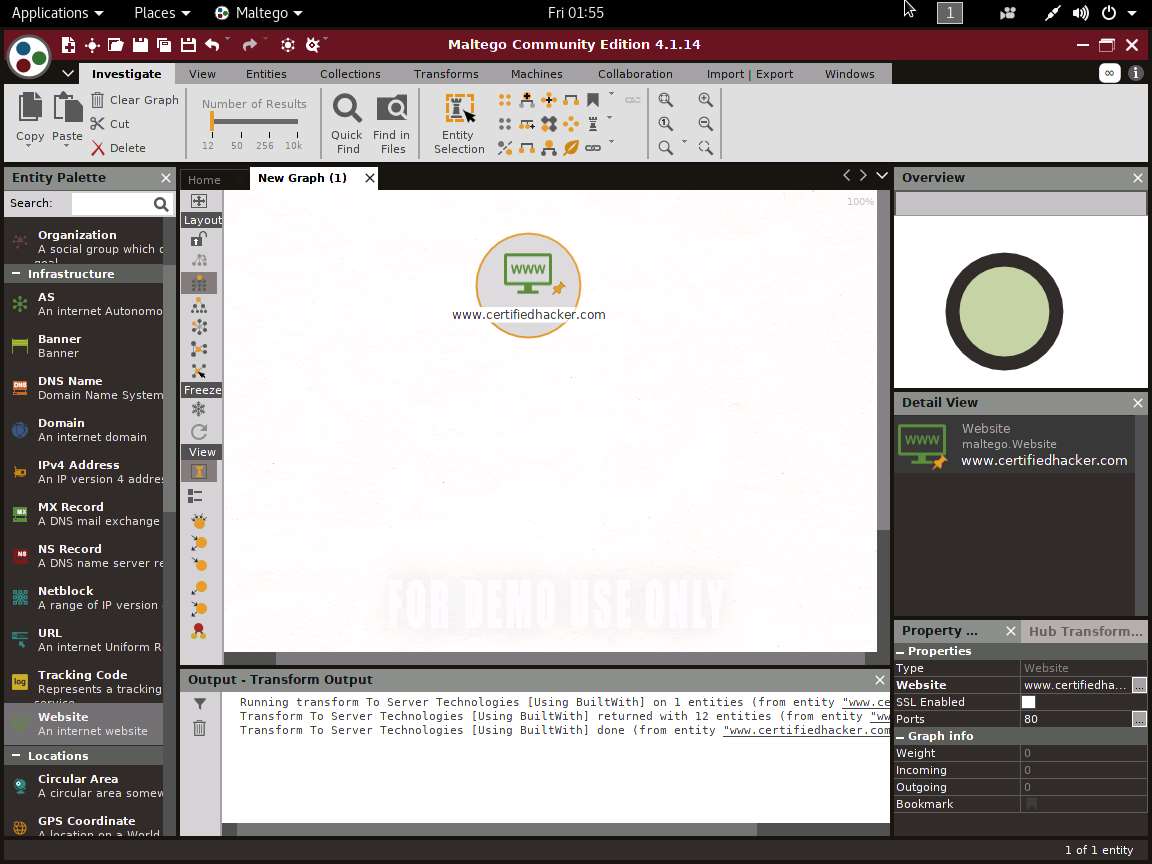 Applications Places Maltego Fri 01:55 1
Maltego Community Edition 4.1.14
Investigate View Entities Collections Transforms Machines Collaboration Import | Export Windows
Copy Paste Clear Graph Cut Delete
Number of Results
12 50 256 10k
Quick Find
Find in Files
Entity Selection
Entity Palette
Search:
Organization
A social group which c
goal
Infrastructure
AS
An internet Autonomo
Banner
Banner
DNS Name
Domain Name System
Domain
An internet domain
IPv4 Address
An IP version 4 addre
MX Record
A DNS mail exchange
NS Record
A DNS name server re
Netblock
A range of IP version
URL
An internet Uniform R
Tracking Code
Represents a tracking
service
Website
An internet website
Locations
Circular Area
A circular area somew
GPS Coordinate
A location on a World
Home New Graph (1)
Layout
Freeze
View
100%
WWW
www.certifiedhacker.com
FOR DEMO USE ONLY
Output - Transform Output
Running transform To Server Technologies [Using BuiltWith] on 1 entities (from entity "www.ce
Transform To Server Technologies [Using BuiltWith] returned with 12 entities (from entity "ww
Transform To Server Technologies [Using BuiltWith] done (from entity "www.certifiedhacker.com
Overview
Detail View
WWW
Website
maltego.Website
www.certifiedhacker.com
Property ... Hub Transform...
Properties
Type Website
Website www.certifiedha... ...
SSL Enabled
Ports 80 ...
Graph info
Weight 0
Incoming 0
Outgoing 0
Bookmark
1 of 1 entity